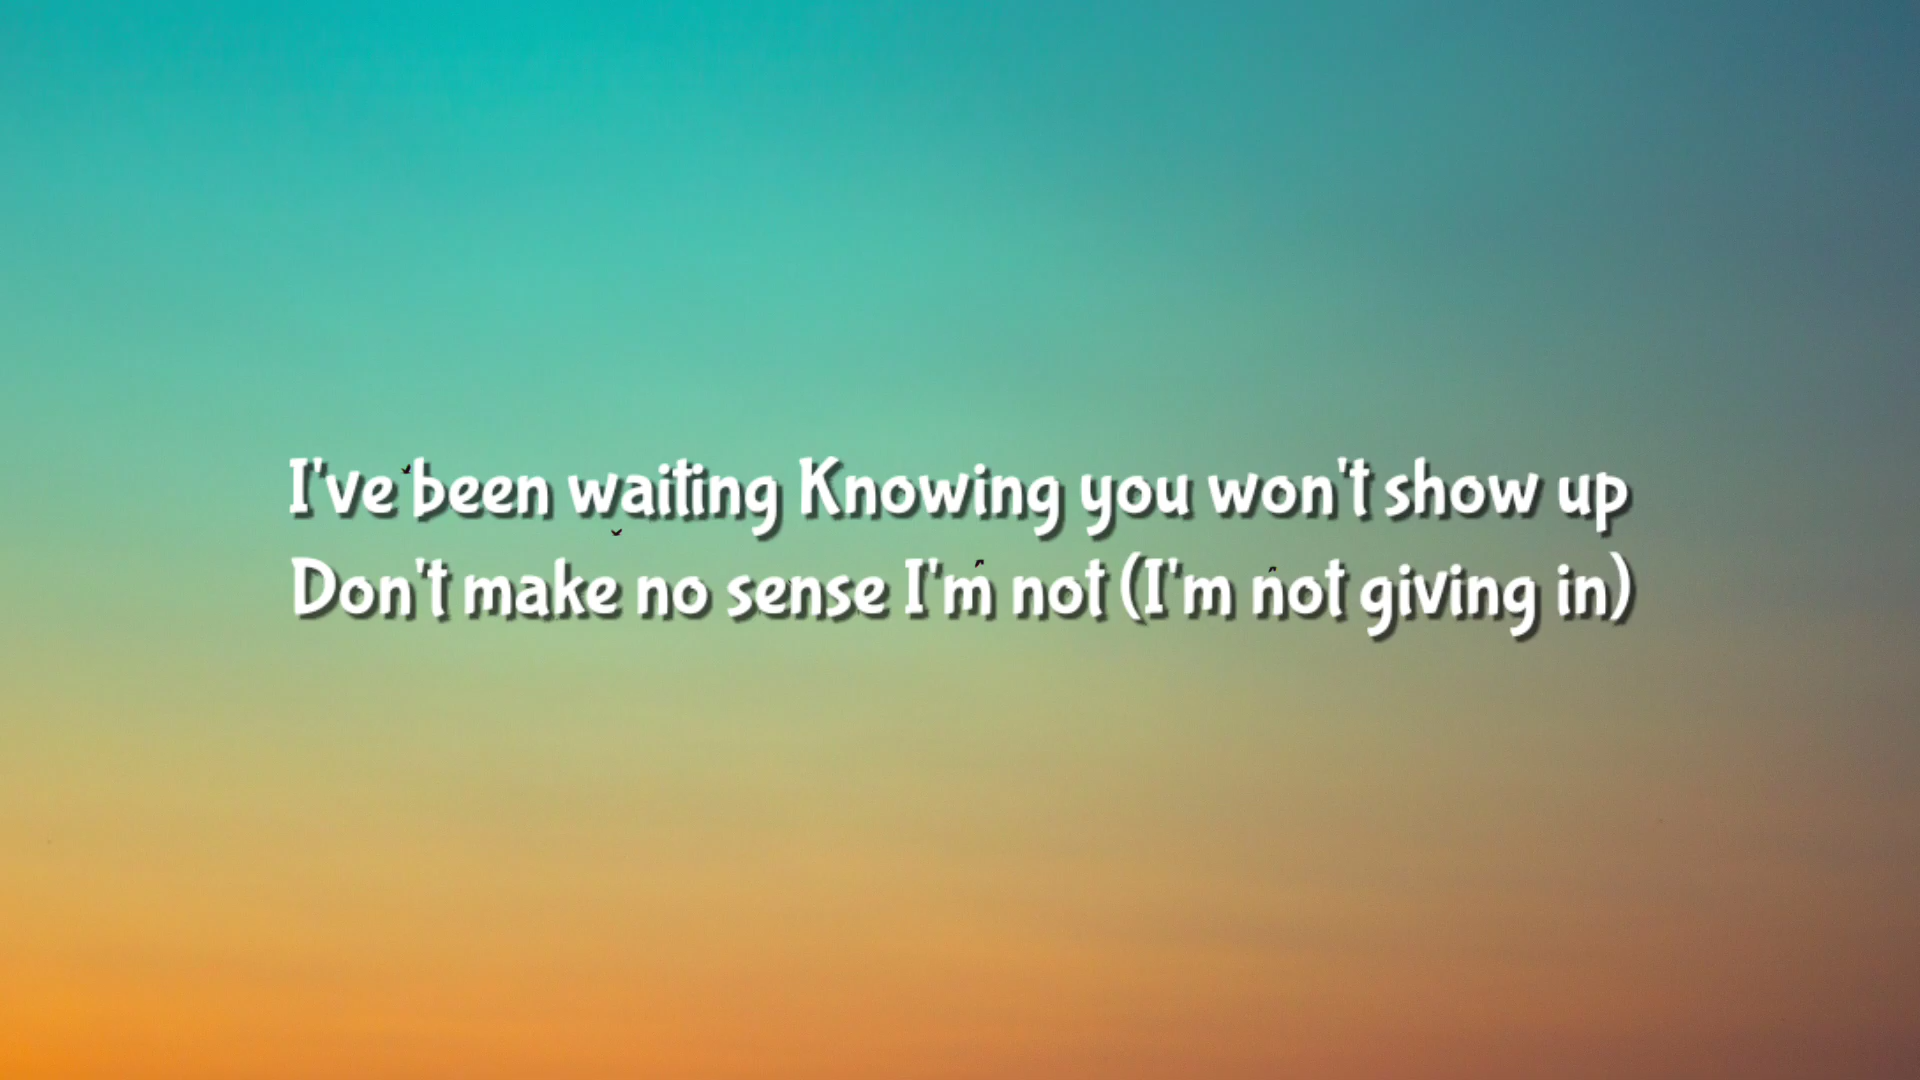 I've been waiting Knowing you won't show up
Don't make no sense I'm not (I'm not giving in)